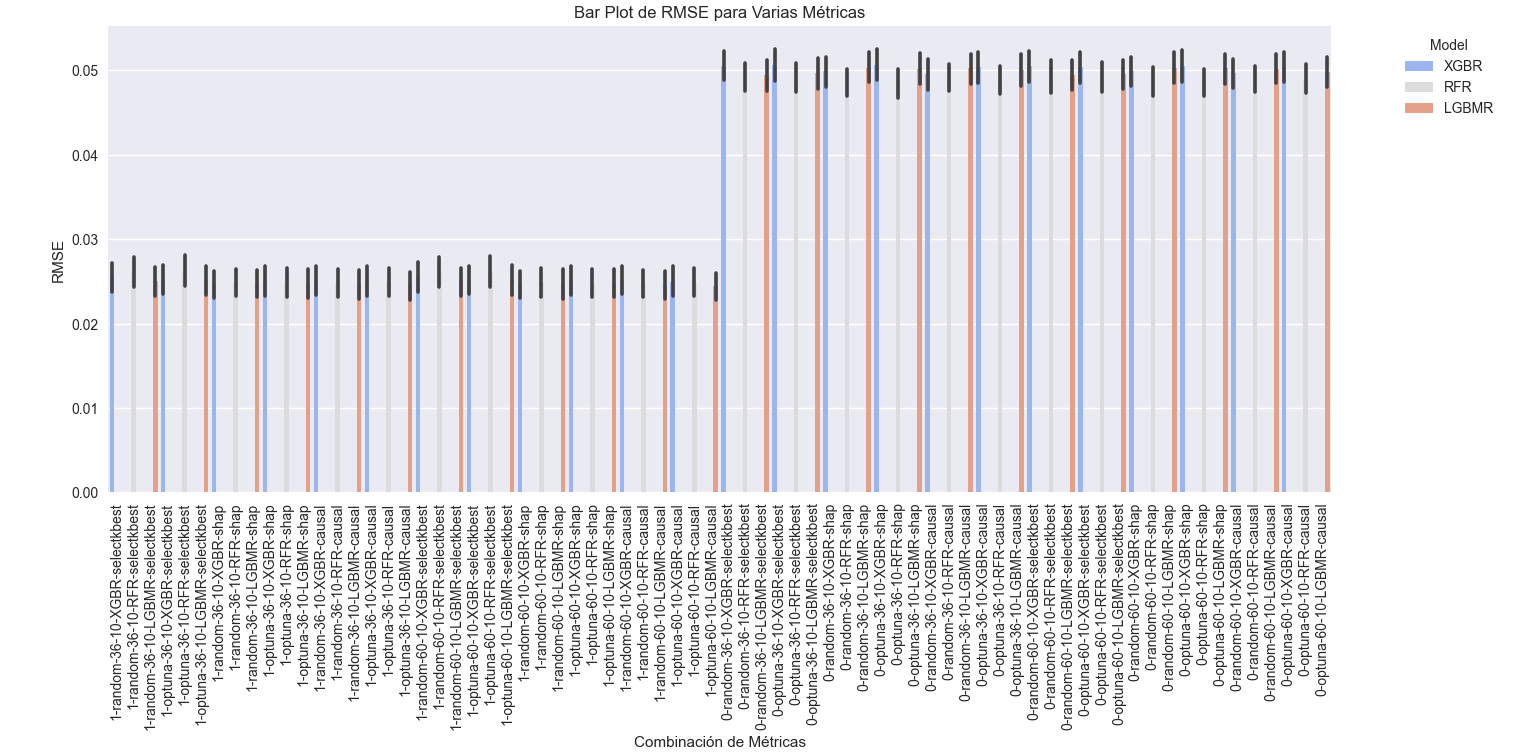 Bar Plot de RMSE para Varias Métricas
Model
XGBR
RFR
LGBMR
RMSE
0.05
0.04
0.03
0.02
0.01
0.00
1-random-36-10-XGBR-selectkbest
1-random-36-10-RFR-selectkbest
1-random-36-10-LGBMR-selectkbest
1-optuna-36-10-XGBR-selectkbest
1-optuna-36-10-RFR-selectkbest
1-optuna-36-10-LGBMR-selectkbest
1-random-36-10-XGBR-shap
1-random-36-10-RFR-shap
1-random-36-10-LGBMR-shap
1-optuna-36-10-XGBR-shap
1-optuna-36-10-RFR-shap
1-optuna-36-10-LGBMR-shap
1-random-36-10-XGBR-causal
1-random-36-10-RFR-causal
1-random-36-10-LGBMR-causal
1-optuna-36-10-XGBR-causal
1-optuna-36-10-RFR-causal
1-optuna-36-10-LGBMR-causal
1-random-60-10-XGBR-selectkbest
1-random-60-10-RFR-selectkbest
1-random-60-10-LGBMR-selectkbest
1-optuna-60-10-XGBR-selectkbest
1-optuna-60-10-RFR-selectkbest
1-optuna-60-10-LGBMR-selectkbest
1-random-60-10-XGBR-shap
1-random-60-10-RFR-shap
1-random-60-10-LGBMR-shap
1-optuna-60-10-XGBR-shap
1-optuna-60-10-RFR-shap
1-optuna-60-10-LGBMR-shap
1-random-60-10-XGBR-causal
1-random-60-10-RFR-causal
1-random-60-10-LGBMR-causal
1-optuna-60-10-XGBR-causal
1-optuna-60-10-RFR-causal
1-optuna-60-10-LGBMR-causal
0-random-36-10-XGBR-selectkbest
0-random-36-10-RFR-selectkbest
0-random-36-10-LGBMR-selectkbest
0-optuna-36-10-XGBR-selectkbest
0-optuna-36-10-RFR-selectkbest
0-optuna-36-10-LGBMR-selectkbest
0-random-36-10-XGBR-shap
0-random-36-10-RFR-shap
0-random-36-10-LGBMR-shap
0-optuna-36-10-XGBR-shap
0-optuna-36-10-RFR-shap
0-optuna-36-10-LGBMR-shap
0-random-36-10-XGBR-causal
0-random-36-10-RFR-causal
0-random-36-10-LGBMR-causal
0-optuna-36-10-XGBR-causal
0-optuna-36-10-RFR-causal
0-optuna-36-10-LGBMR-causal
0-random-60-10-XGBR-selectkbest
0-random-60-10-RFR-selectkbest
0-random-60-10-LGBMR-selectkbest
0-optuna-60-10-XGBR-selectkbest
0-optuna-60-10-RFR-selectkbest
0-optuna-60-10-LGBMR-selectkbest
0-random-60-10-XGBR-shap
0-random-60-10-RFR-shap
0-random-60-10-LGBMR-shap
0-optuna-60-10-XGBR-shap
0-optuna-60-10-RFR-shap
0-optuna-60-10-LGBMR-shap
0-random-60-10-XGBR-causal
0-random-60-10-RFR-causal
0-random-60-10-LGBMR-causal
0-optuna-60-10-XGBR-causal
0-optuna-60-10-RFR-causal
0-optuna-60-10-LGBMR-causal
Combinación de Métricas